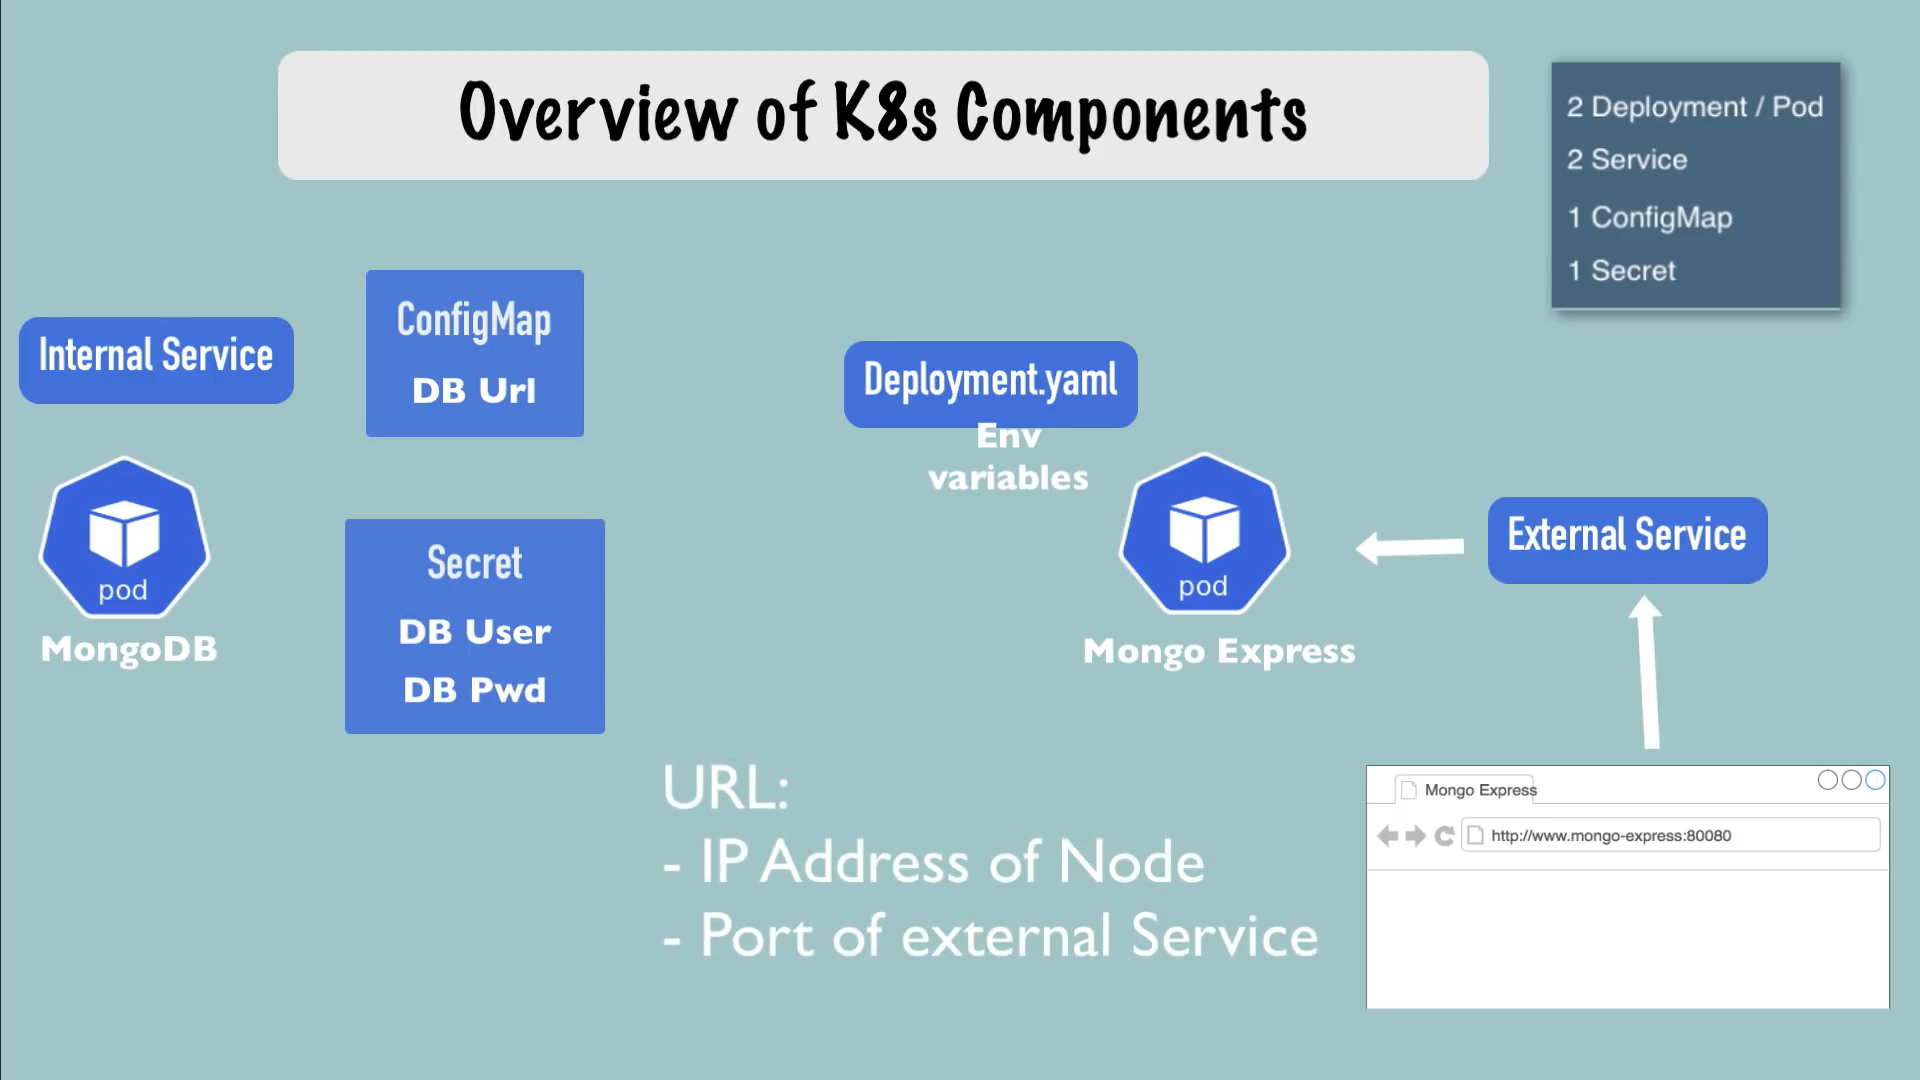 Overview of K8s Components
2 Deployment / Pod
2 Service
1 ConfigMap
1 Secret
Internal Service
pod
MongoDB
ConfigMap
DB Url
Secret
DB User
DB Pwd
Deployment.yaml
Env
variables
pod
Mongo Express
External Service
URL:
- IP Address of Node
- Port of external Service
Mongo Express
http://www.mongo-express:80080